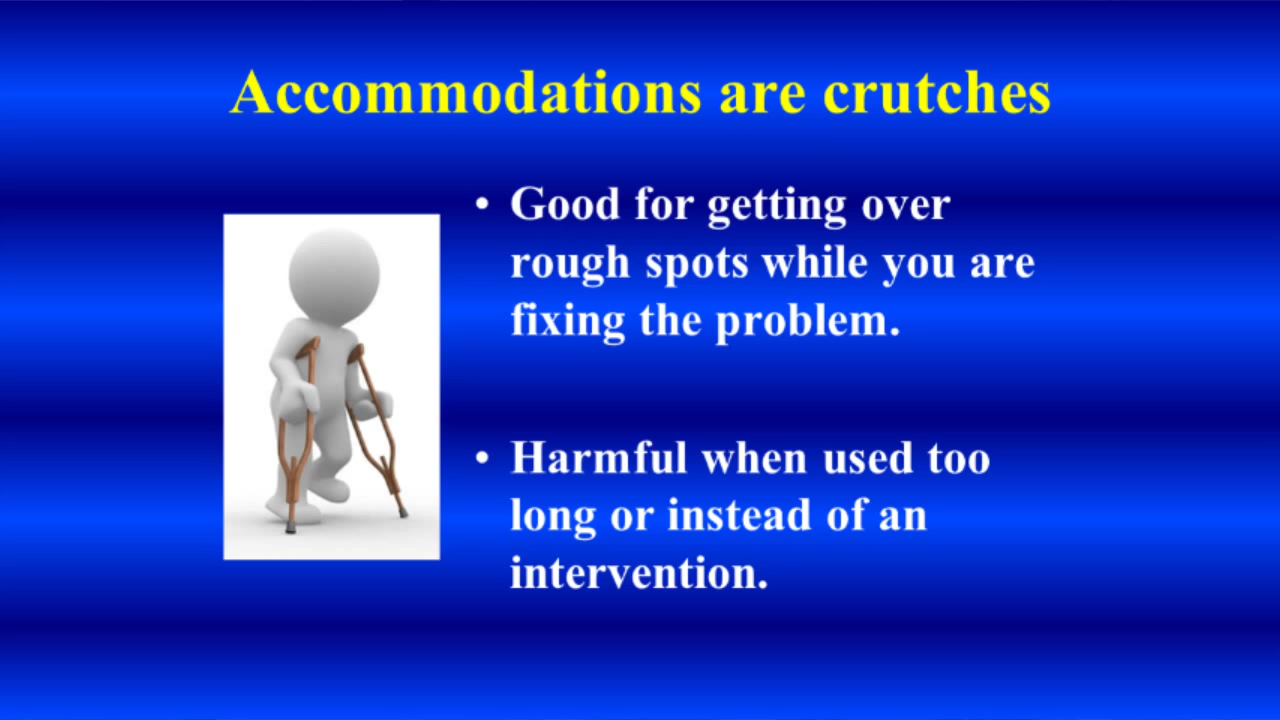 Accommodations are crutches
• Good for getting over
rough spots while you are
fixing the problem.
• Harmful when used too
long or instead of an
intervention.